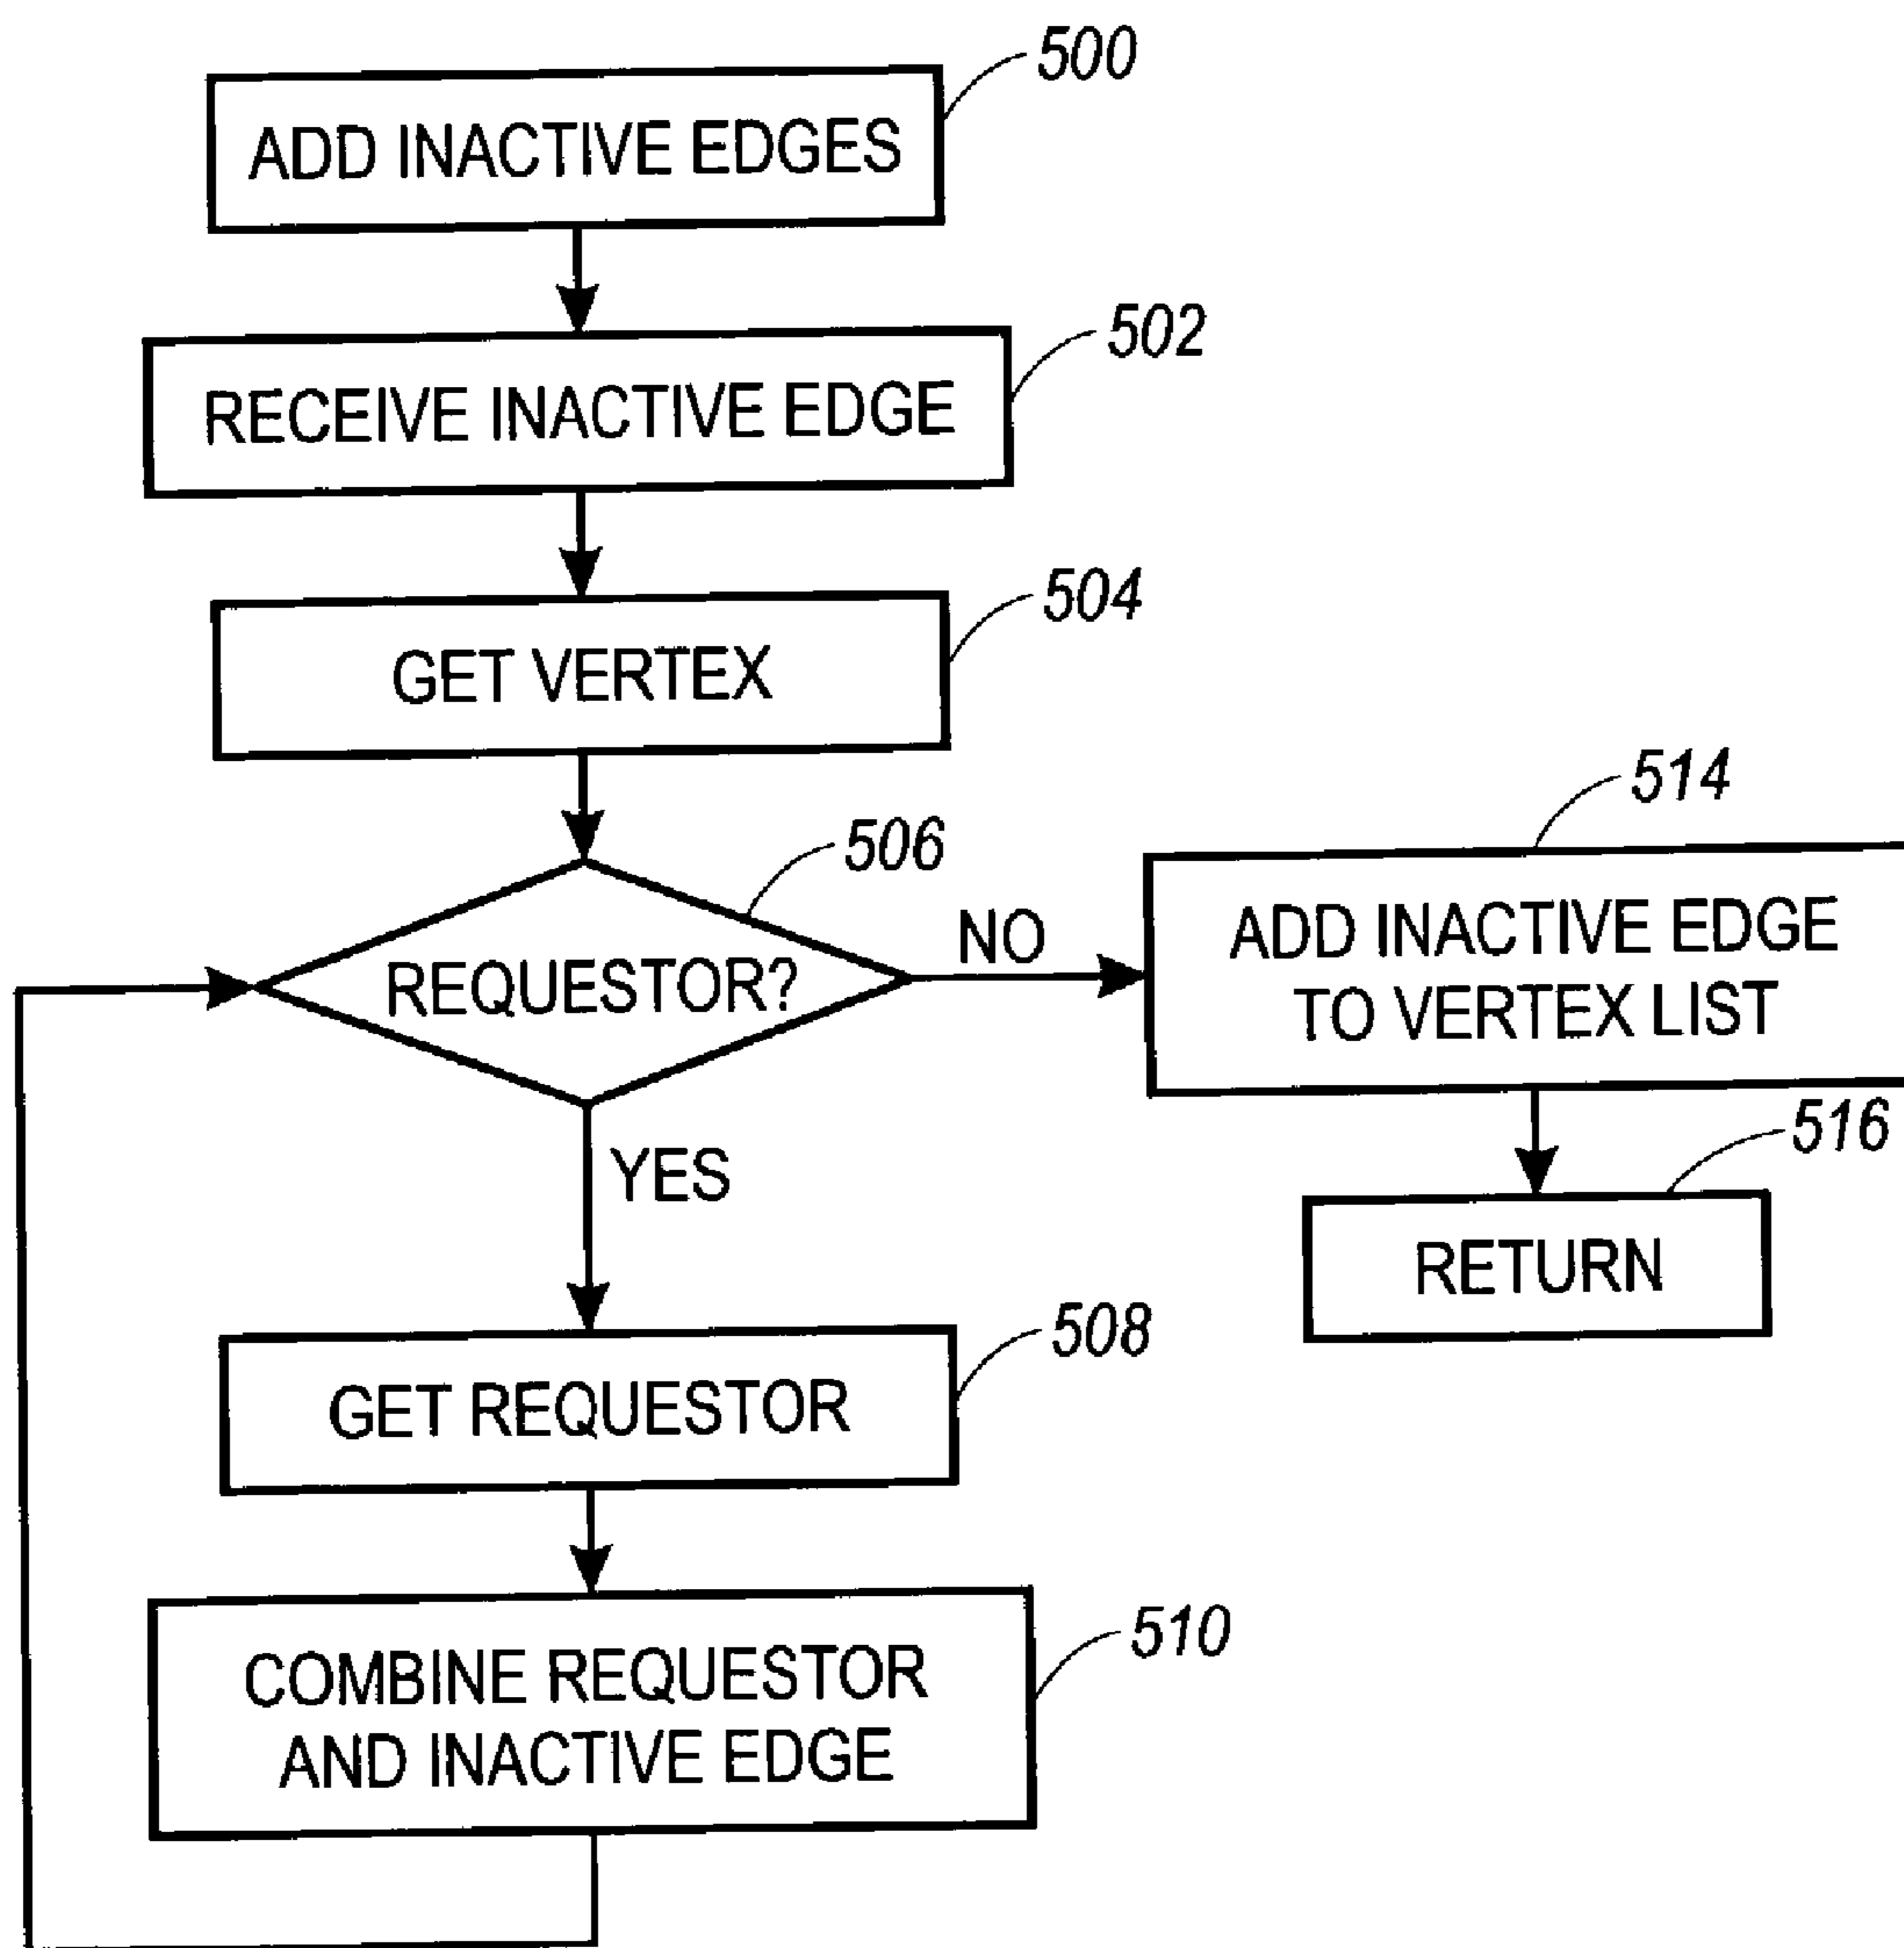 500
ADD INACTIVE EDGES
502
RECEIVE INACTIVE EDGE
504
GET VERTEX
506
REQUESTOR?
NO
514
ADD INACTIVE EDGE
TO VERTEX LIST
516
RETURN
YES
508
GET REQUESTOR
510
COMBINE REQUESTOR
AND INACTIVE EDGE